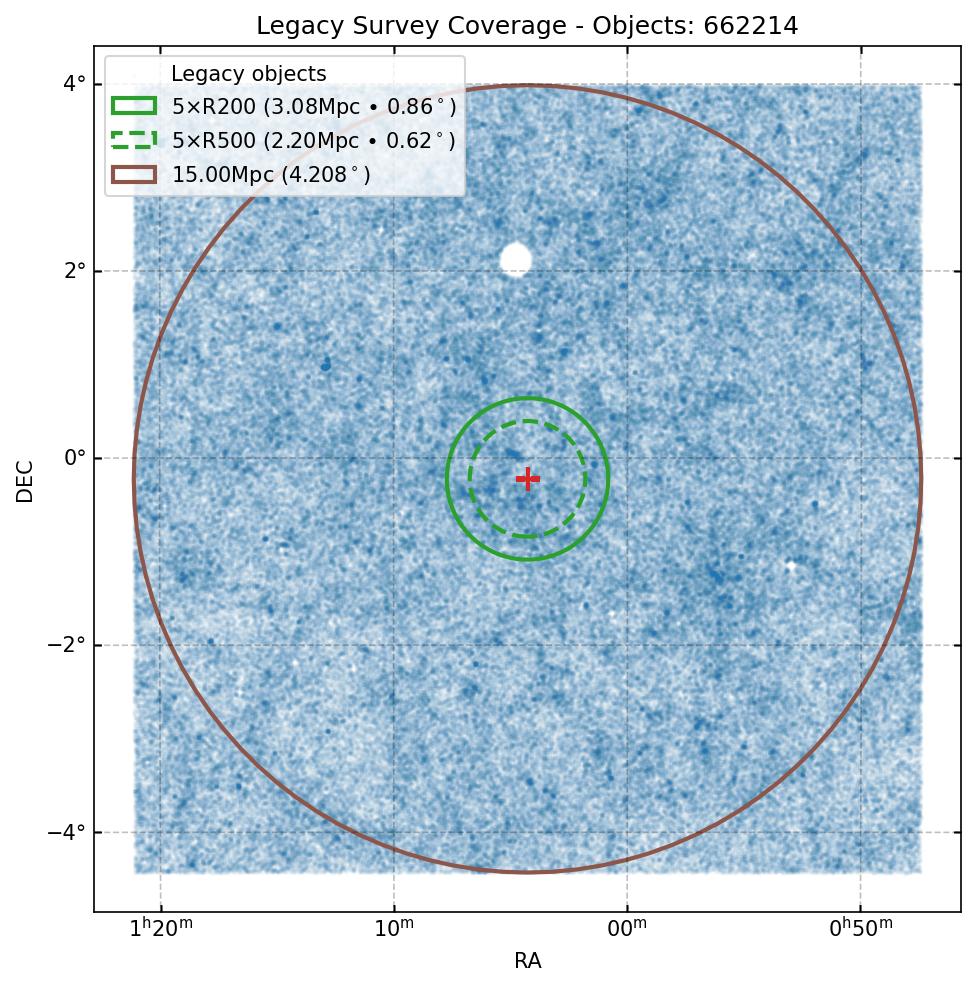 Legacy Survey Coverage - Objects: 662214
Legacy objects
5×R200 (3.08Mpc • 0.86°)
5×R500 (2.20Mpc • 0.62°)
15.00Mpc (4.208°)
4°
2°
0°
−2°
−4°
DEC
1ʰ20ᵐ
10ᵐ
00ᵐ
0ʰ50ᵐ
RA